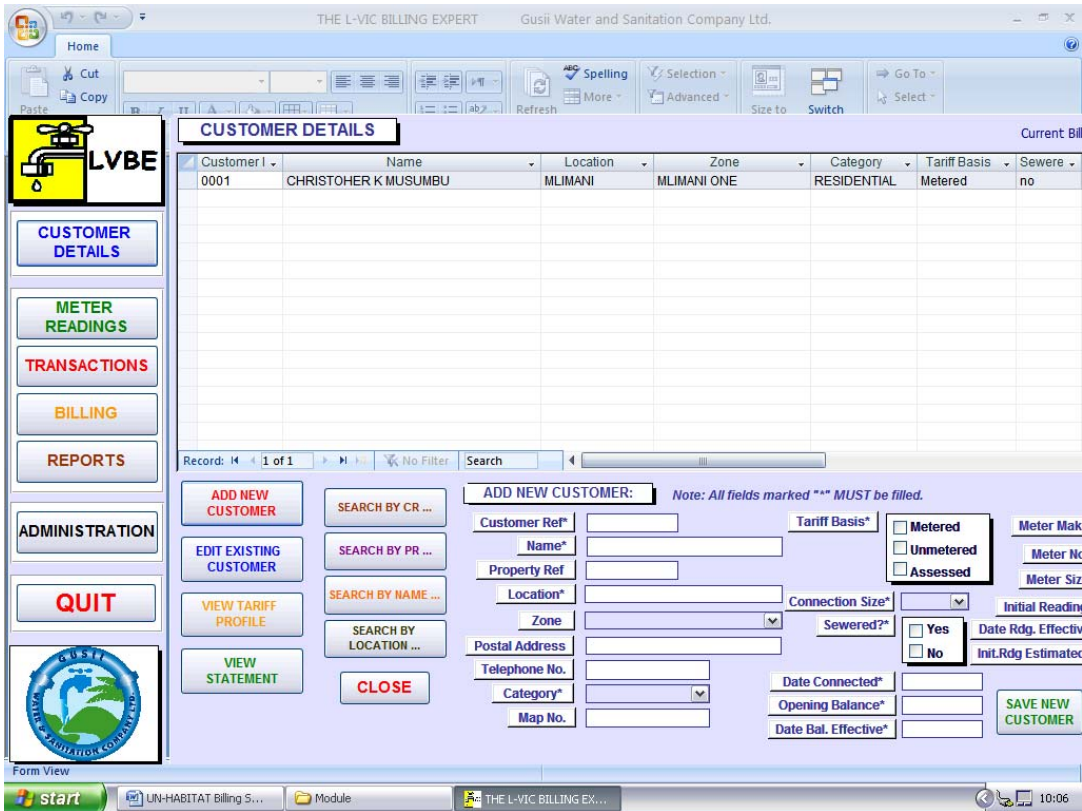 THE L-VIC BILLING EXPERT Gusii Water and Sanitation Company Ltd.
Home
Cut
Copy
Paste
Refresh
ABC Spelling
More
Selection
Advanced
Size to
Switch
Go To
Select
LVBE
CUSTOMER DETAILS
Current Bil
Customer I Name Location Zone Category Tariff Basis Sewere
0001 CHRISTOHER K MUSUMBU MLIMANI MLIMANI ONE RESIDENTIAL Metered no
CUSTOMER
DETAILS
METER
READINGS
TRANSACTIONS
BILLING
REPORTS
ADMINISTRATION
QUIT
GUSII
WATER & SANITATION COMPANY LTD
Record: 1 of 1 No Filter Search
ADD NEW
CUSTOMER
EDIT EXISTING
CUSTOMER
VIEW TARIFF
PROFILE
VIEW
STATEMENT
SEARCH BY CR ...
SEARCH BY PR ...
SEARCH BY NAME ...
SEARCH BY
LOCATION ...
CLOSE
ADD NEW CUSTOMER: Note: All fields marked "*" MUST be filled.
Customer Ref*
Name*
Property Ref
Location*
Zone
Postal Address
Telephone No.
Category*
Map No.
Tariff Basis*
Metered
Unmetered
Assessed
Connection Size*
Sewered?*
Yes
No
Date Connected*
Opening Balance*
Date Bal. Effective*
Meter Mak
Meter No
Meter Siz
Initial Reading
Date Rdg. Effectiv
Init.Rdg Estimated
SAVE NEW
CUSTOMER
Form View
start UN-HABITAT Billing S... Module THE L-VIC BILLING EX... 10:06